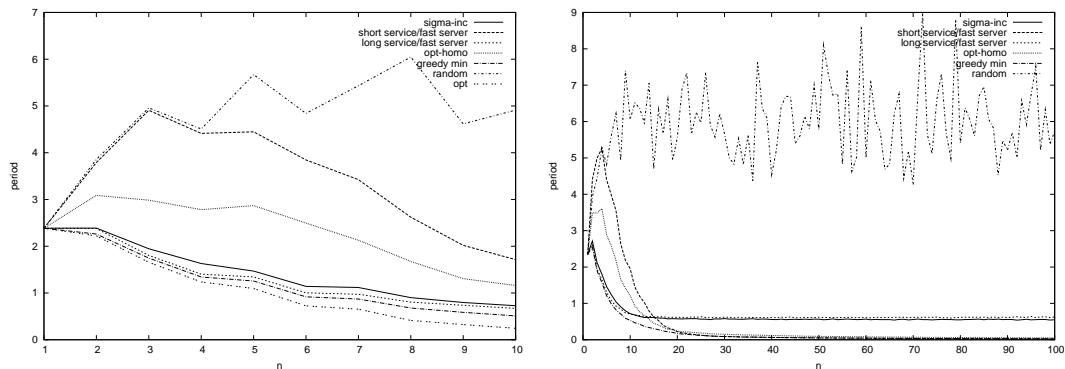 7
6
5
4
3
2
1
0
1 2 3 4 5 6 7 8 9 10
period
n
sigma-inc
short service/fast server
long service/fast server
opt-homo
greedy min
random
opt
9
8
7
6
5
4
3
2
1
0
0 10 20 30 40 50 60 70 80 90 100
period
n
sigma-inc
short service/fast server
long service/fast server
opt-homo
greedy min
random